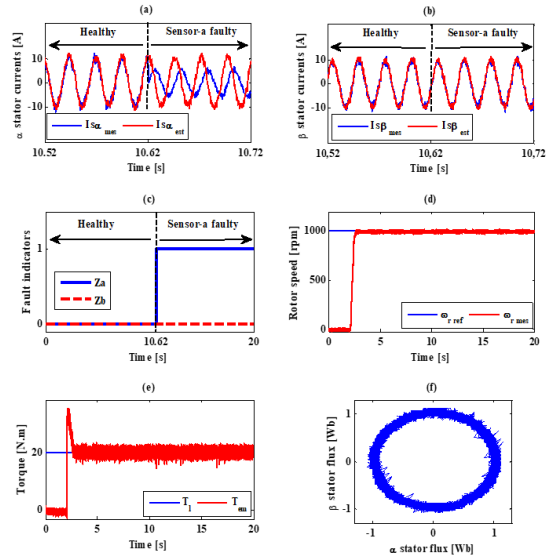 (a)
Healthy
Sensor-a faulty
α stator currents [A]
10
0
-10
Isα mes
Isα est
10.52
10.62
10.72
Time [s]
(b)
Healthy
Sensor-a faulty
β stator currents [A]
10
0
-10
Isβ mes
Isβ est
10,52
10,62
10,72
Time [s]
(c)
Healthy
Sensor-a faulty
Fault indicators
1
0
Za
Zb
0
10.62
20
Time [s]
(d)
Rotor speed [rpm]
1000
500
0
ω r ref
ω r mes
0
5
10
15
20
Time [s]
(e)
Torque [N.m]
20
0
T l
T em
0
5
10
15
20
Time [s]
(f)
β stator flux [Wb]
1
0
-1
-1
0
1
α stator flux [Wb]